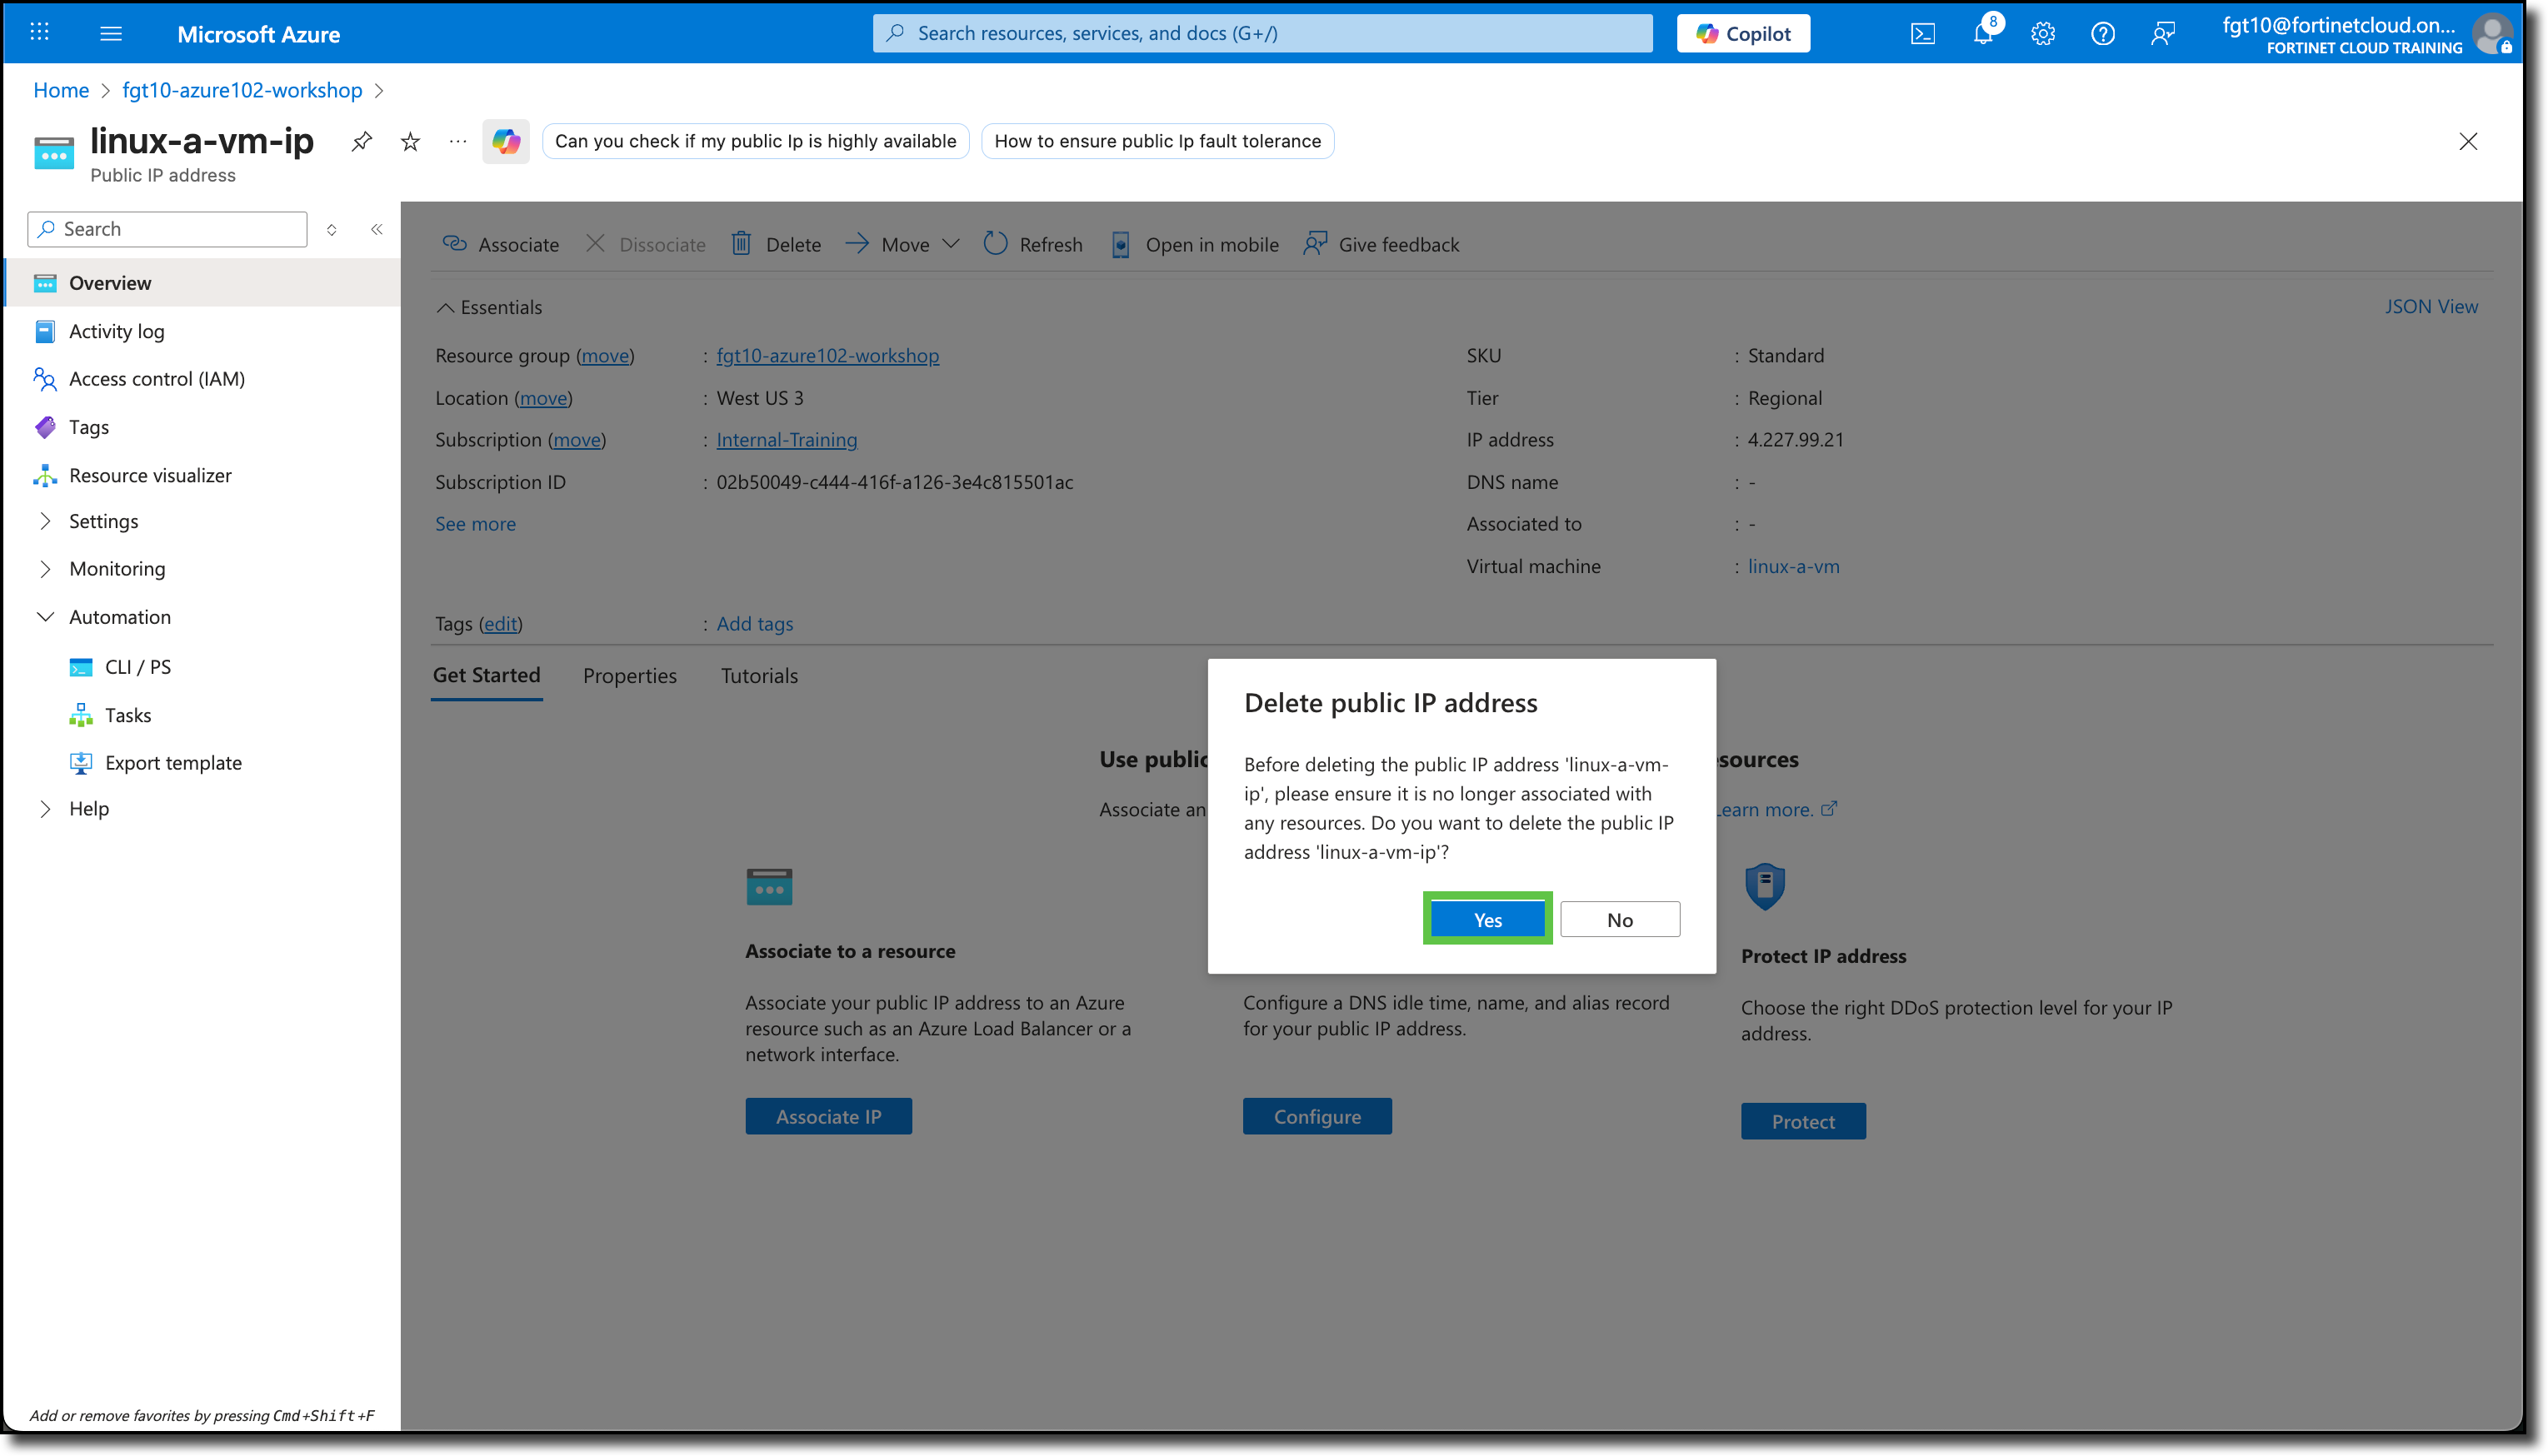 Microsoft Azure
Search resources, services, and docs (G+/)
Copilot
8
fgt10@fortinetcloud.on...
FORTINET CLOUD TRAINING
Home > fgt10-azure102-workshop >
linux-a-vm-ip
Can you check if my public Ip is highly available
How to ensure public Ip fault tolerance
Public IP address
Search
Overview
Activity log
Access control (IAM)
Tags
Resource visualizer
Settings
Monitoring
Automation
CLI / PS
Tasks
Export template
Help
Add or remove favorites by pressing Cmd+Shift+F
Associate
Dissociate
Delete
Move
Refresh
Open in mobile
Give feedback
Essentials
JSON View
Resource group (move) : fgt10-azure102-workshop
Location (move) : West US 3
Subscription (move) : Internal-Training
Subscription ID : 02b50049-c444-416f-a126-3e4c815501ac
See more
SKU : Standard
Tier : Regional
IP address : 4.227.99.21
DNS name : -
Associated to : -
Virtual machine : linux-a-vm
Tags (edit) : Add tags
Get Started
Properties
Tutorials
Use public
sources
Associate an
earn more.
Delete public IP address
Before deleting the public IP address 'linux-a-vm-
ip', please ensure it is no longer associated with
any resources. Do you want to delete the public IP
address 'linux-a-vm-ip'?
Yes
No
Associate to a resource
Associate your public IP address to an Azure
resource such as an Azure Load Balancer or a
network interface.
Associate IP
Configure a DNS idle time, name, and alias record
for your public IP address.
Configure
Protect IP address
Choose the right DDoS protection level for your IP
address.
Protect